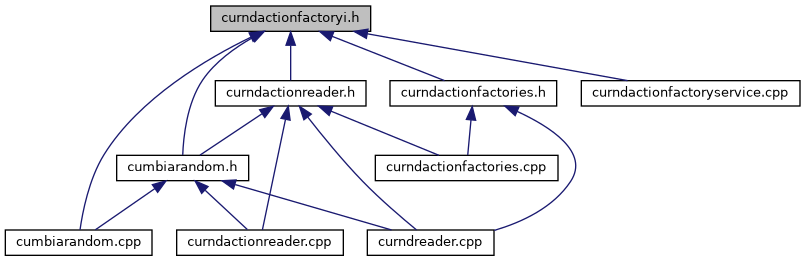 curndactionfactoryi.h
curndactionreader.h
curndactionfactories.h
curndactionfactoryservice.cpp
cumbiarandom.h
curndactionfactories.cpp
cumbiarandom.cpp
curndactionreader.cpp
curndreader.cpp